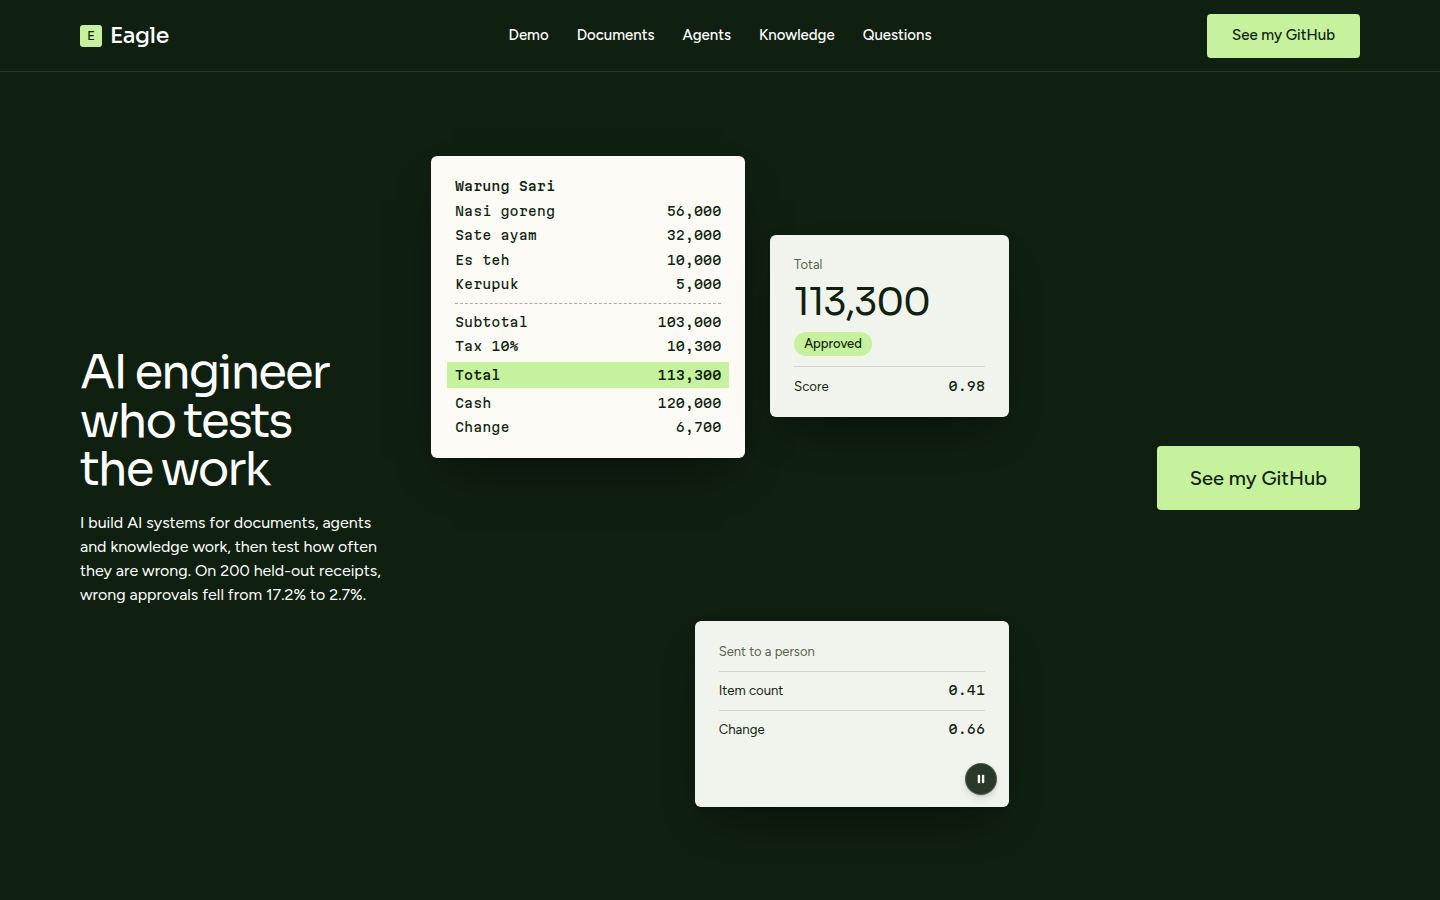 E Eagle
Demo Documents Agents Knowledge Questions
See my GitHub
AI engineer
who tests
the work
I build AI systems for documents, agents
and knowledge work, then test how often
they are wrong. On 200 held-out receipts,
wrong approvals fell from 17.2% to 2.7%.
Warung Sari
Nasi goreng 56,000
Sate ayam 32,000
Es teh 10,000
Kerupuk 5,000
Subtotal 103,000
Tax 10% 10,300
Total 113,300
Cash 120,000
Change 6,700
Total
113,300
Approved
Score 0.98
Sent to a person
Item count 0.41
Change 0.66
See my GitHub